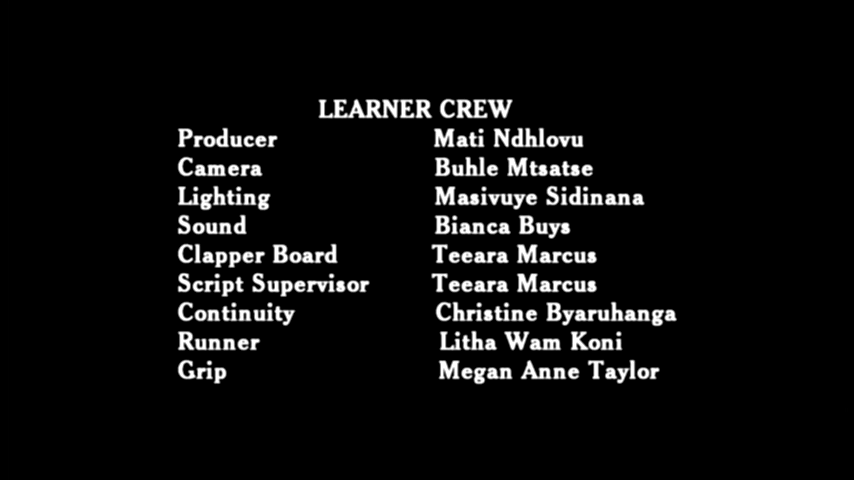 LEARNER CREW
Producer Mati Ndhlovu
Camera Buhle Mtsatse
Lighting Masivuye Sidinana
Sound Bianca Buys
Clapper Board Teeara Marcus
Script Supervisor Teeara Marcus
Continuity Christine Byaruhanga
Runner Litha Wam Koni
Grip Megan Anne Taylor